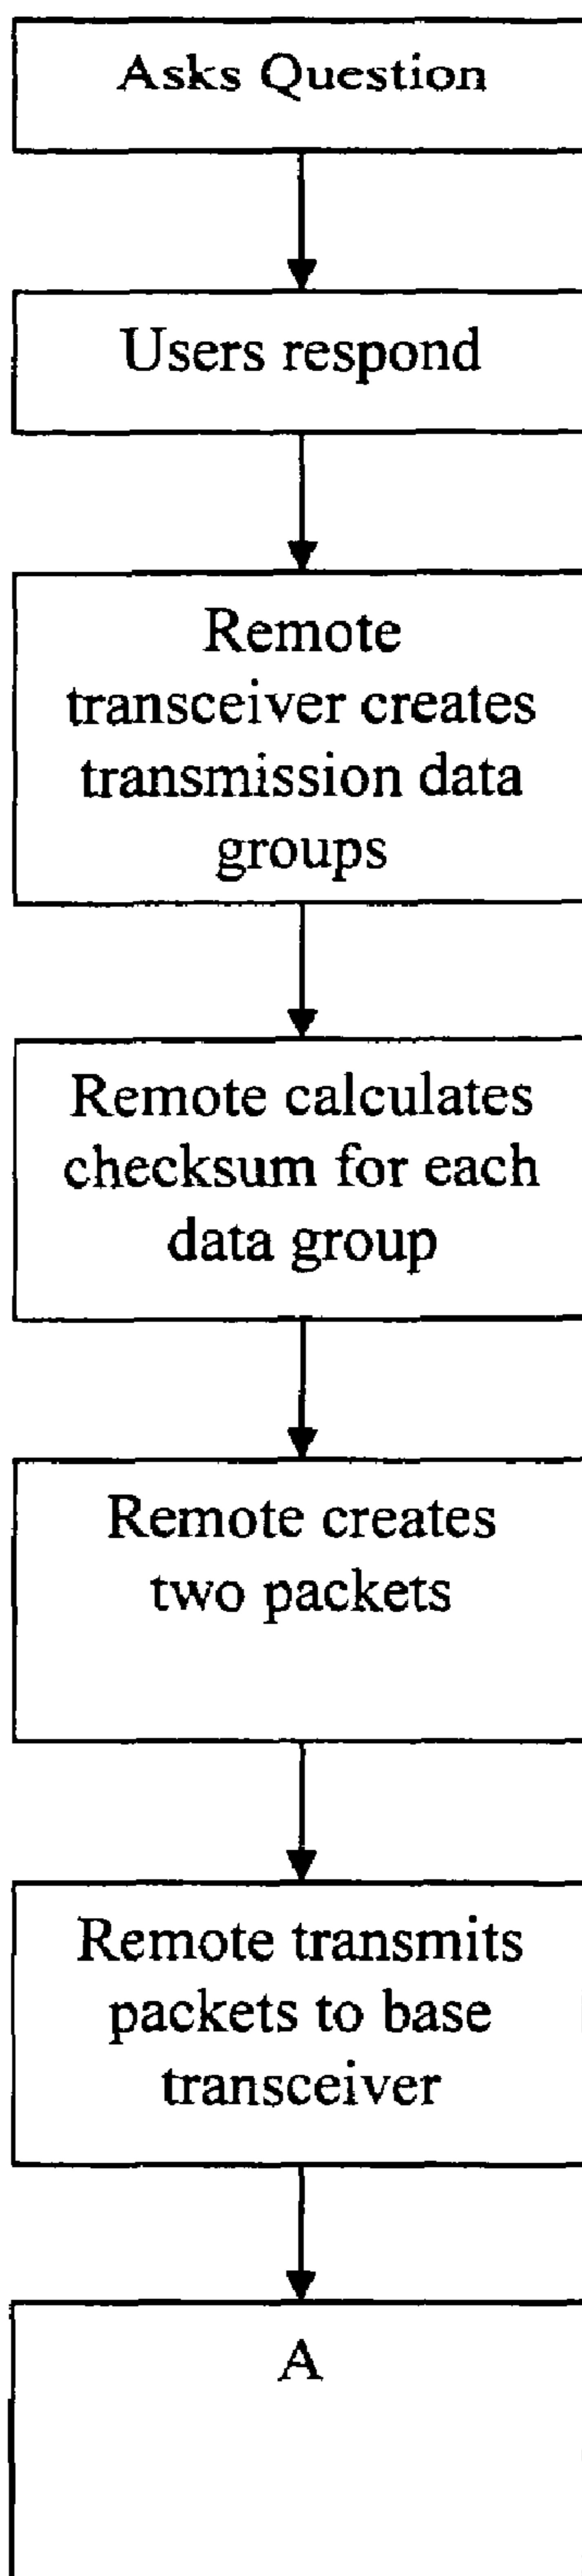 Asks Question
Users respond
Remote
transceiver creates
transmission data
groups
Remote calculates
checksum for each
data group
Remote creates
two packets
Remote transmits
packets to base
transceiver
A